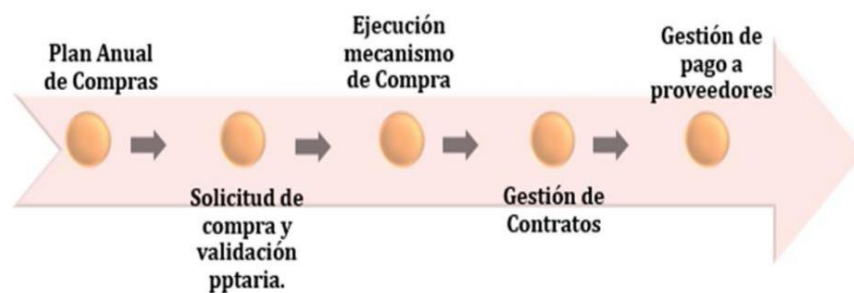 Plan Anual
de Compras
Solicitud de
compra y
validación
pptaria.
Ejecución
mecanismo
de Compra
Gestión de
Contratos
Gestión de
pago a
proveedores